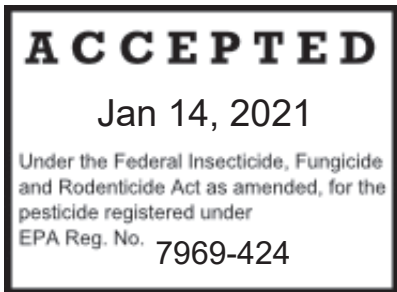 ACCEPTED
Jan 14, 2021
Under the Federal Insecticide, Fungicide
and Rodenticide Act as amended, for the
pesticide registered under
EPA Reg. No. 7969-424